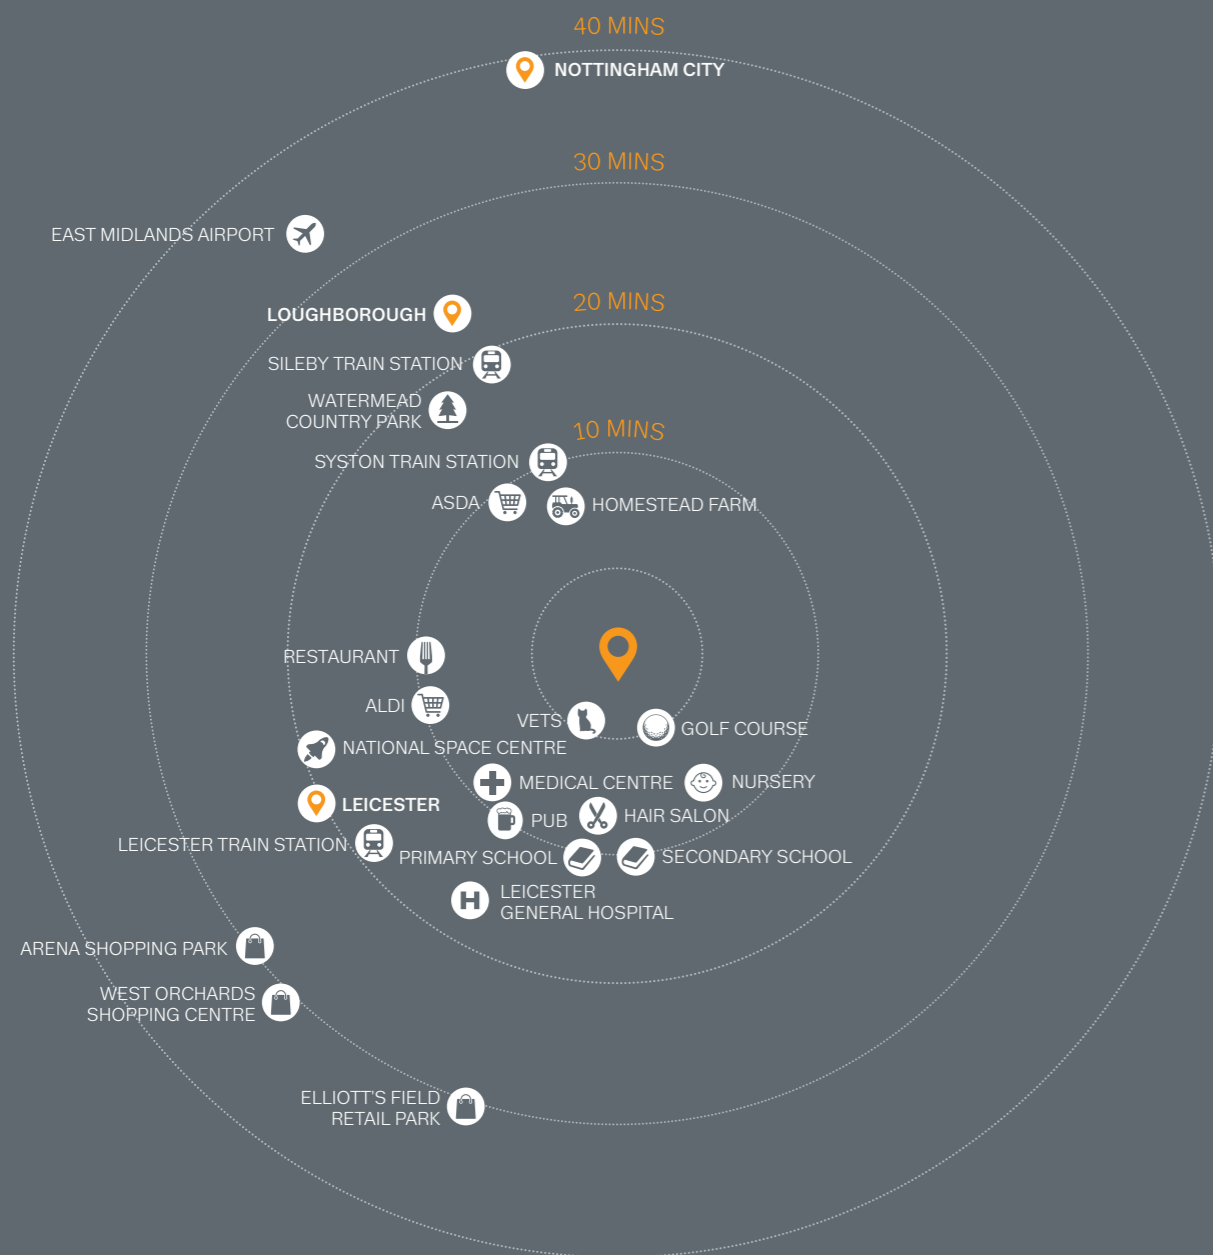 40 MINS
NOTTINGHAM CITY
30 MINS
EAST MIDLANDS AIRPORT
20 MINS
LOUGHBOROUGH
SILEBY TRAIN STATION
WATERMEAD
COUNTRY PARK
10 MINS
SYSTON TRAIN STATION
ASDA
HOMESTEAD FARM
RESTAURANT
ALDI
VETS
GOLF COURSE
NATIONAL SPACE CENTRE
MEDICAL CENTRE
NURSERY
LEICESTER
PUB
HAIR SALON
LEICESTER TRAIN STATION
PRIMARY SCHOOL
SECONDARY SCHOOL
H
LEICESTER
GENERAL HOSPITAL
ARENA SHOPPING PARK
WEST ORCHARDS
SHOPPING CENTRE
ELLIOTT'S FIELD
RETAIL PARK